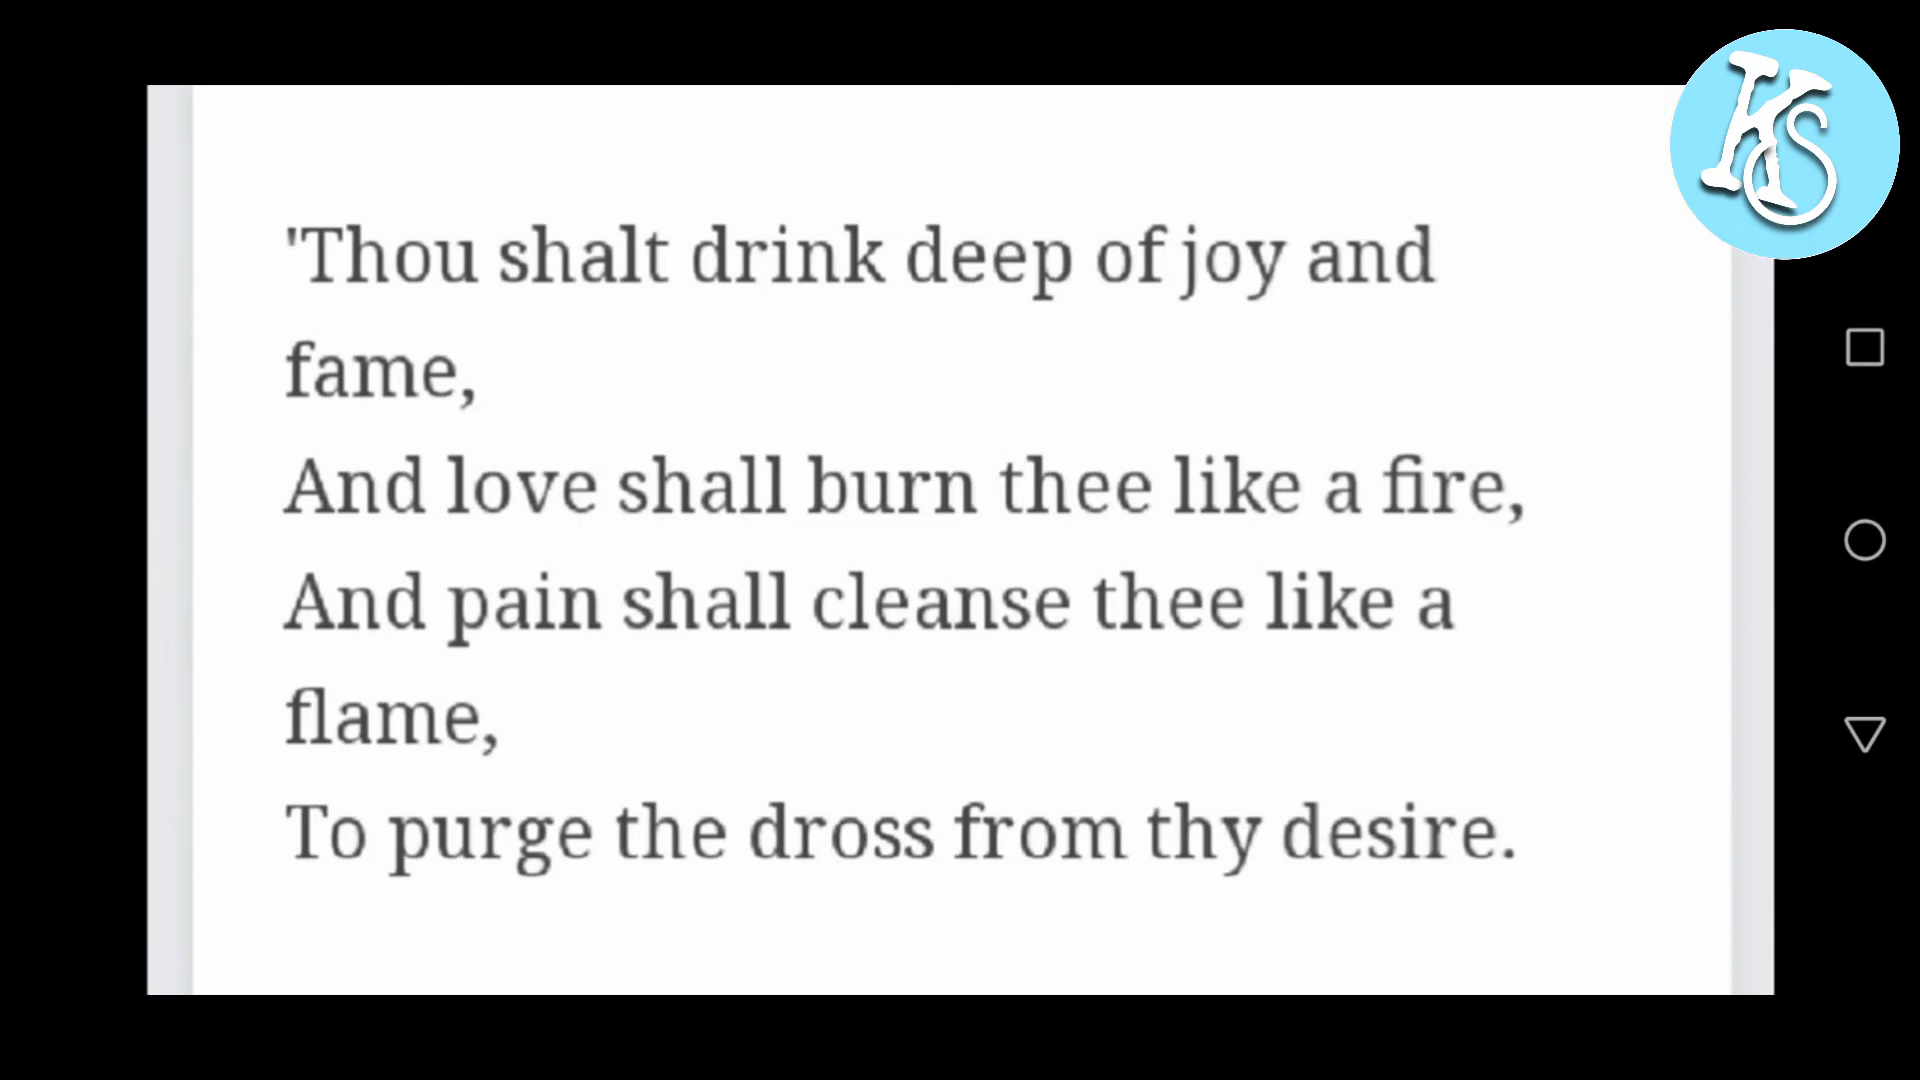 KS
'Thou shalt drink deep of joy and
fame,
And love shall burn thee like a fire,
And pain shall cleanse thee like a
flame,
To purge the dross from thy desire.